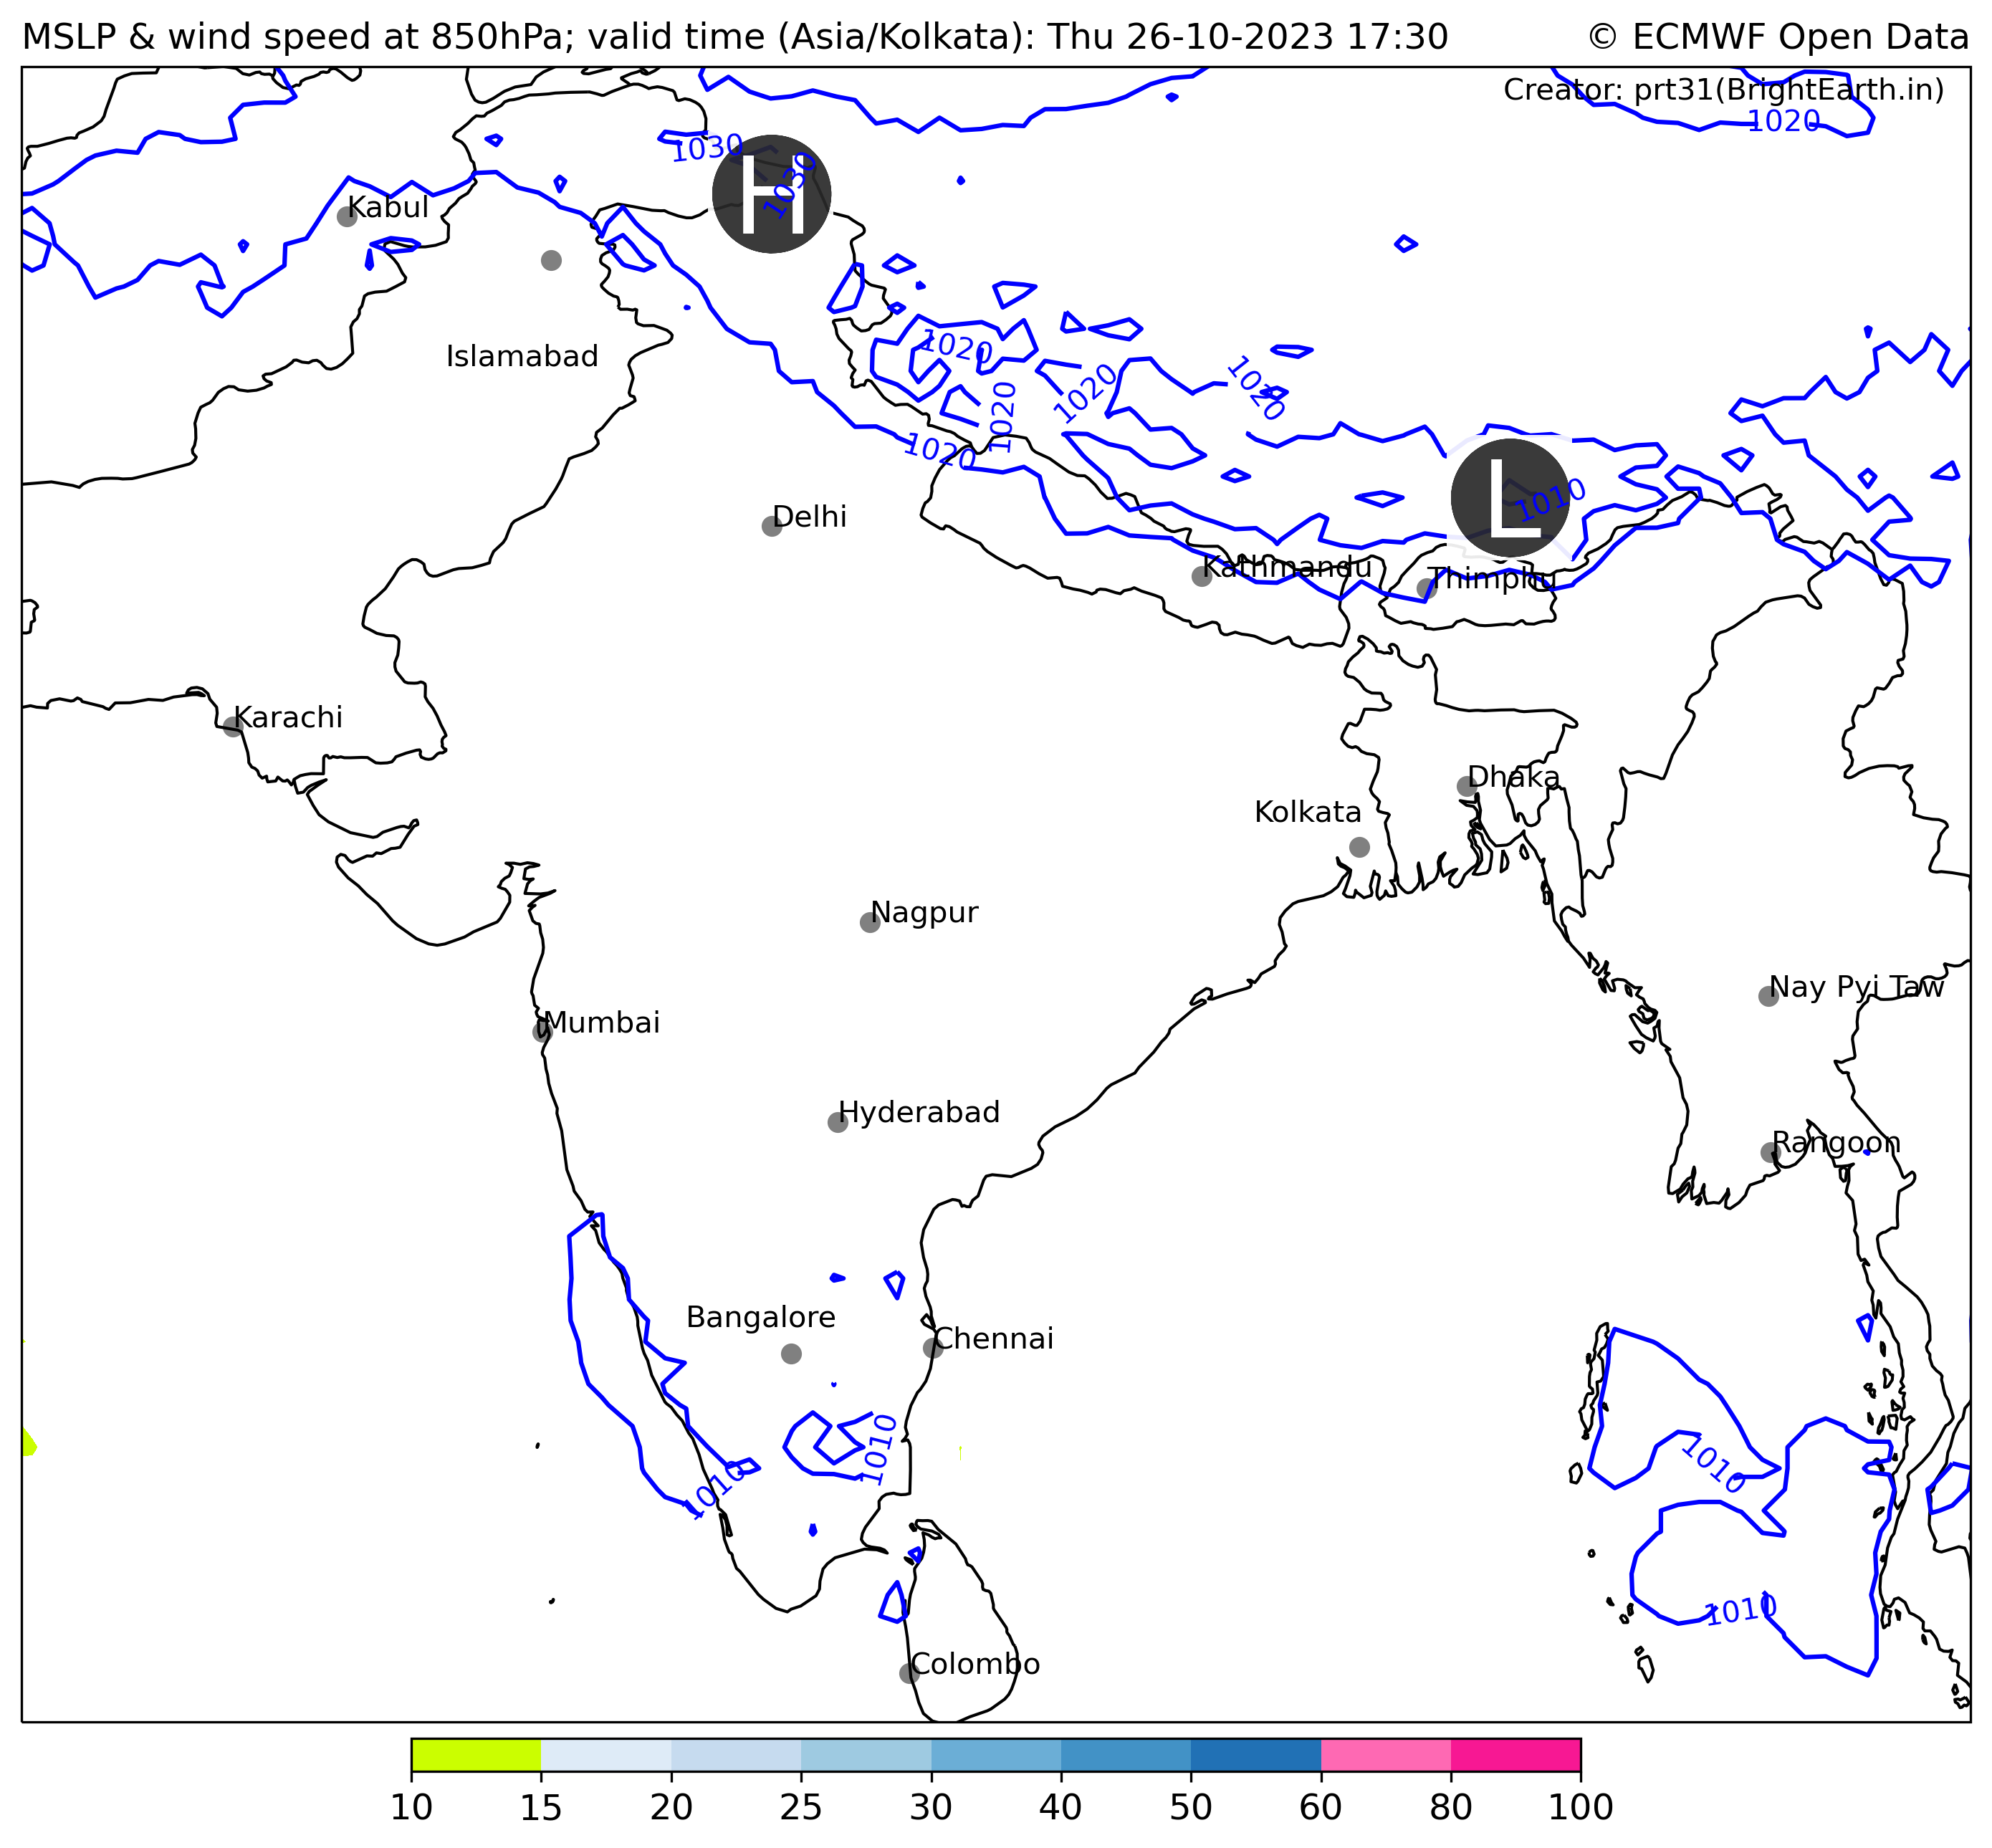 MSLP & wind speed at 850hPa; valid time (Asia/Kolkata): Thu 26-10-2023 17:30
© ECMWF Open Data
Creator: prt31(BrightEarth.in)
1020
1030
H
1030
Kabul
Islamabad
1020
1020
1020
1020
1020
1020
L
1010
Delhi
Kathmandu
Thimphu
Karachi
Dhaka
Kolkata
Nagpur
Nay Pyi Taw
Mumbai
Hyderabad
Rangoon
Bangalore
Chennai
1010
1010
1010
1010
Colombo
10 15 20 25 30 40 50 60 80 100